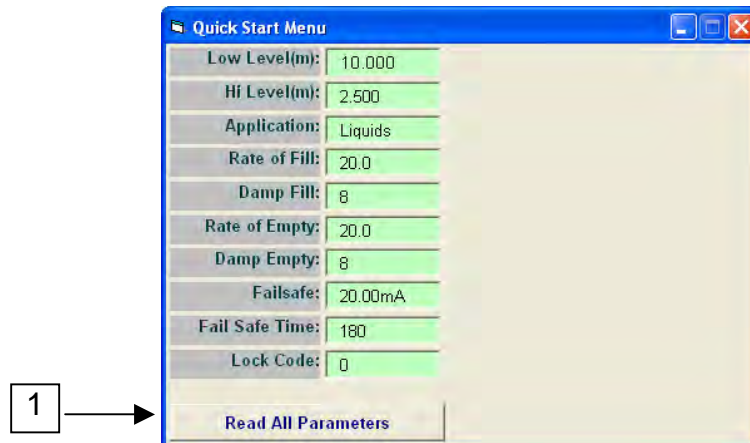 Quick Start Menu
Low Level(m): 10.000
Hi Level(m): 2.500
Application: Liquids
Rate of Fill: 20.0
Damp Fill: 8
Rate of Empty: 20.0
Damp Empty: 8
Failsafe: 20.00mA
Fail Safe Time: 180
Lock Code: 0
1
Read All Parameters